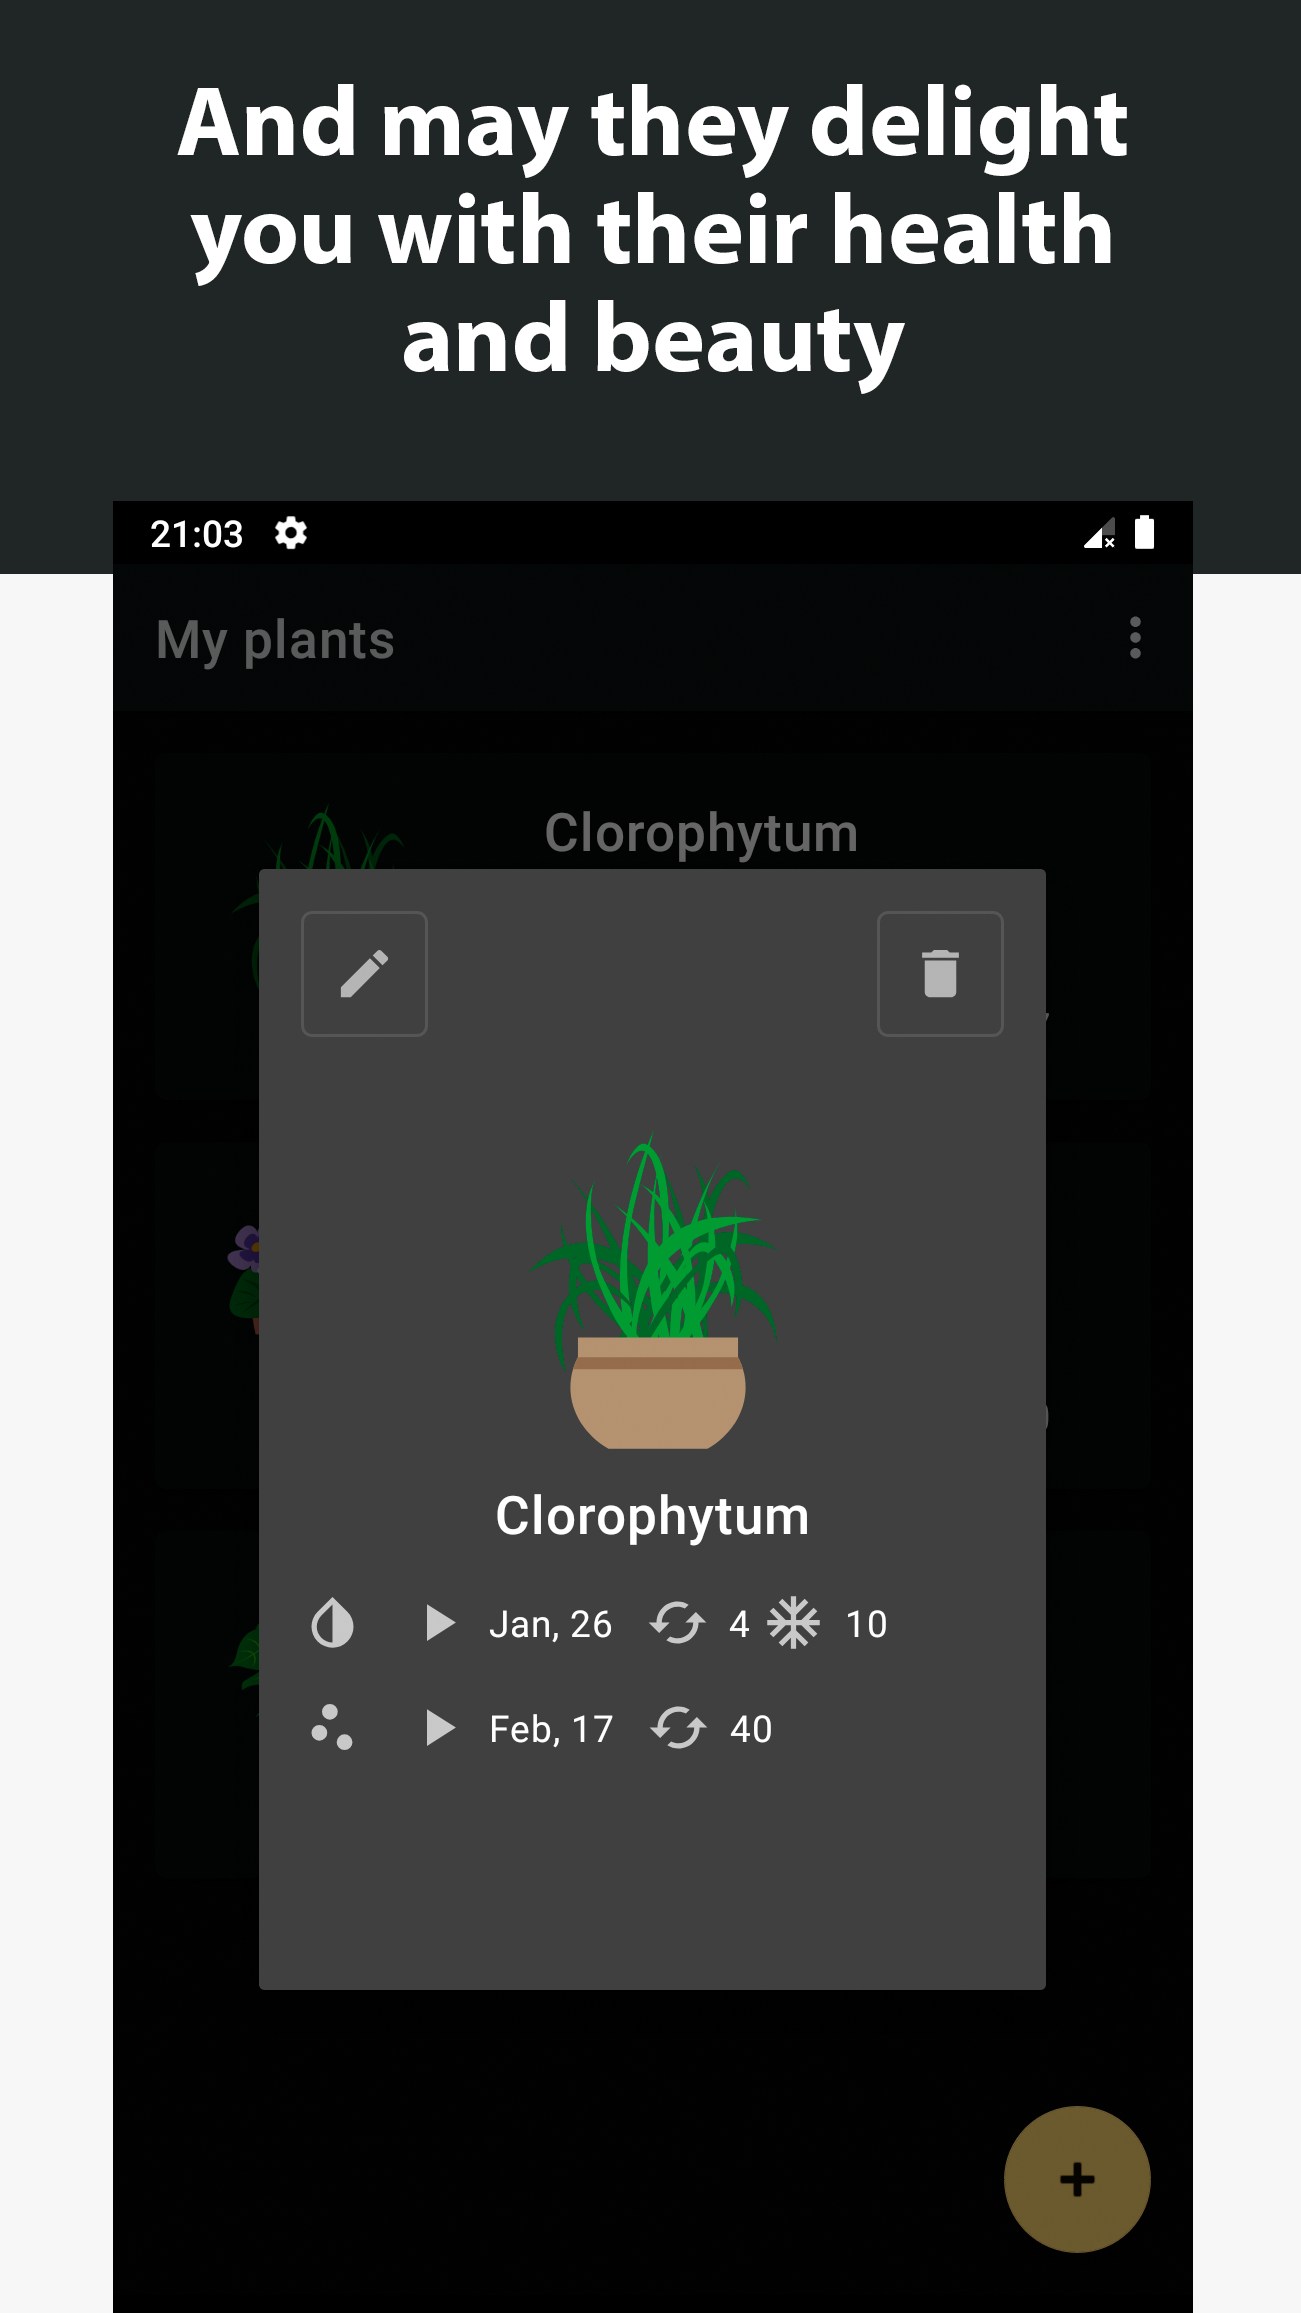 And may they delight
you with their health
and beauty
21:03
My plants
Clorophytum
Clorophytum
Jan, 26 4 10
Feb, 17 40